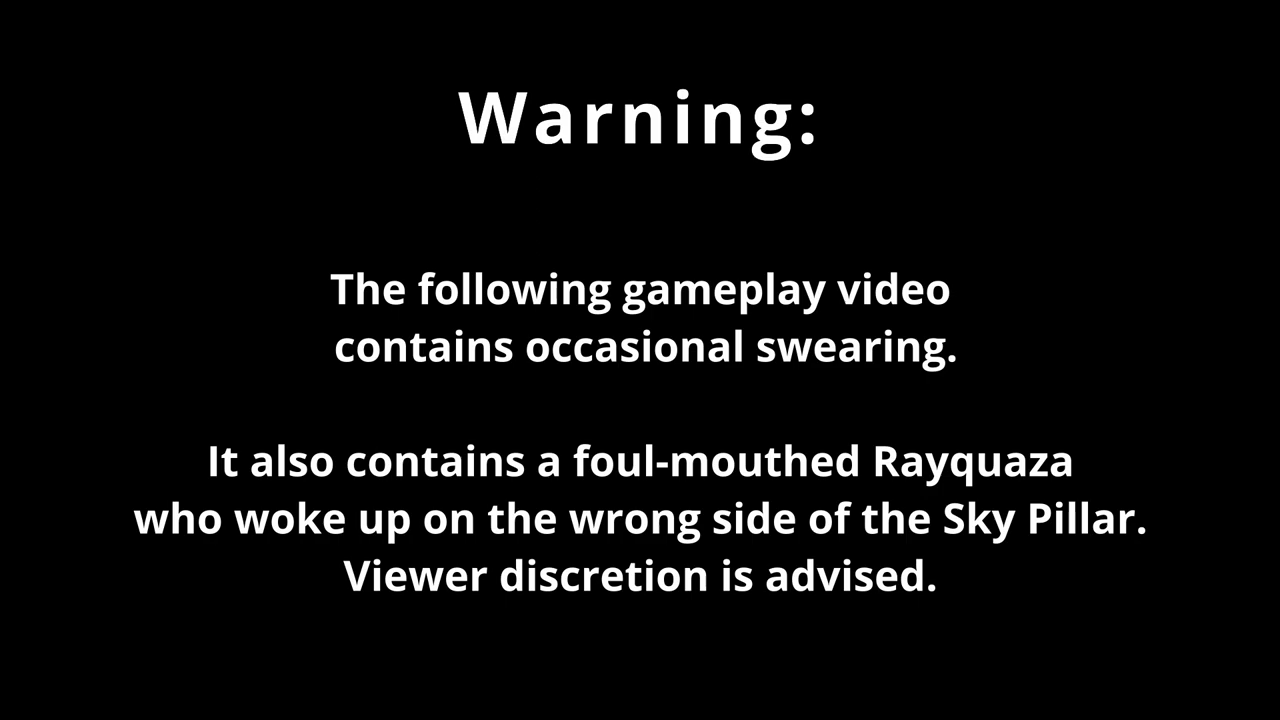 Warning:
The following gameplay video
contains occasional swearing.
It also contains a foul-mouthed Rayquaza
who woke up on the wrong side of the Sky Pillar.
Viewer discretion is advised.